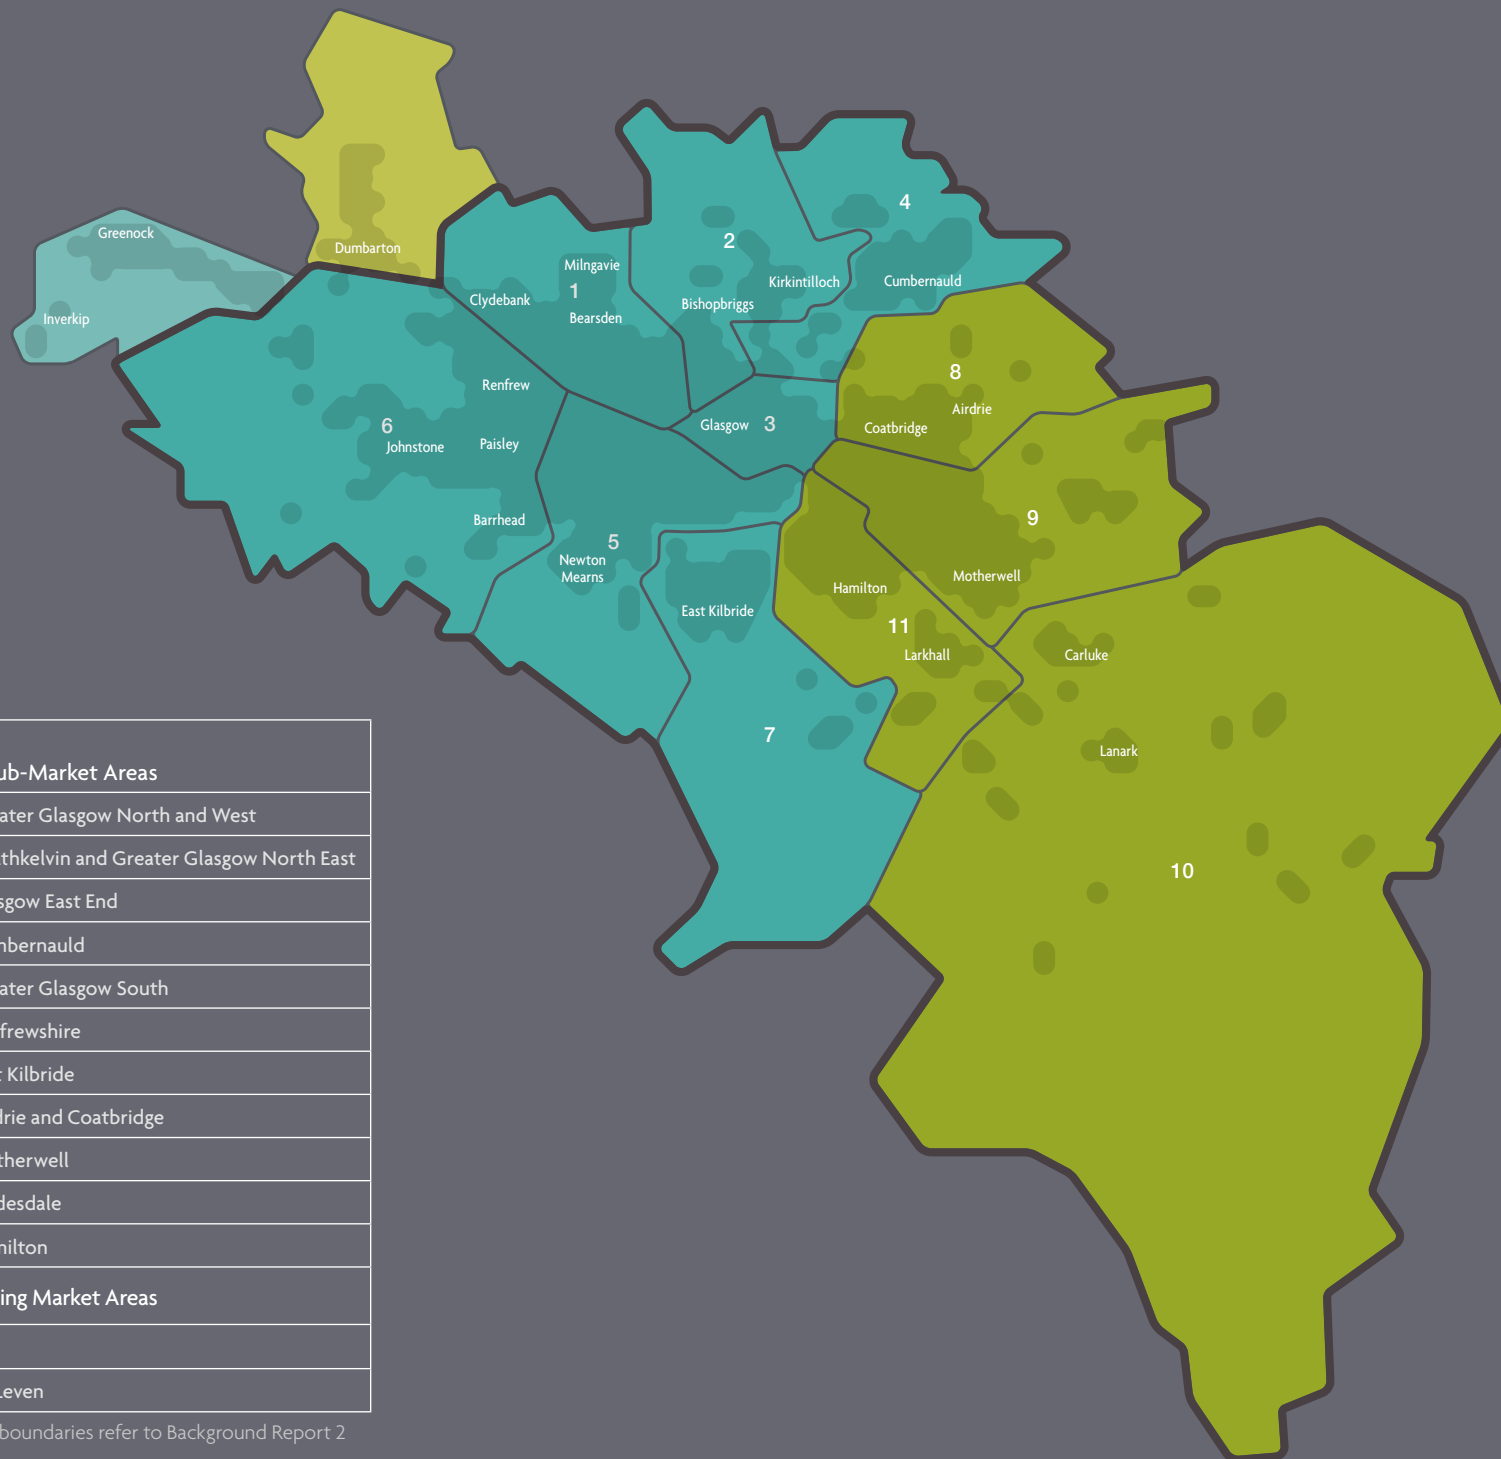 Greenock
Dumbarton
Inverkip
Milngavie
1
Clydebank
Bearsden
2
Kirkintilloch
Bishopbriggs
4
Cumbernauld
Renfrew
6
Johnstone
Paisley
Barrhead
Glasgow 3
8
Airdrie
Coatbridge
5
Newton
Mearns
East Kilbride
9
Motherwell
Hamilton
11
Larkhall
Carluke
7
Lanark
10
ub-Market Areas
ater Glasgow North and West
thkelvin and Greater Glasgow North East
sgow East End
nbernauld
ater Glasgow South
frewshire
t Kilbride
drie and Coatbridge
therwell
desdale
nilton
ing Market Areas
Leven
boundaries refer to Background Report 2